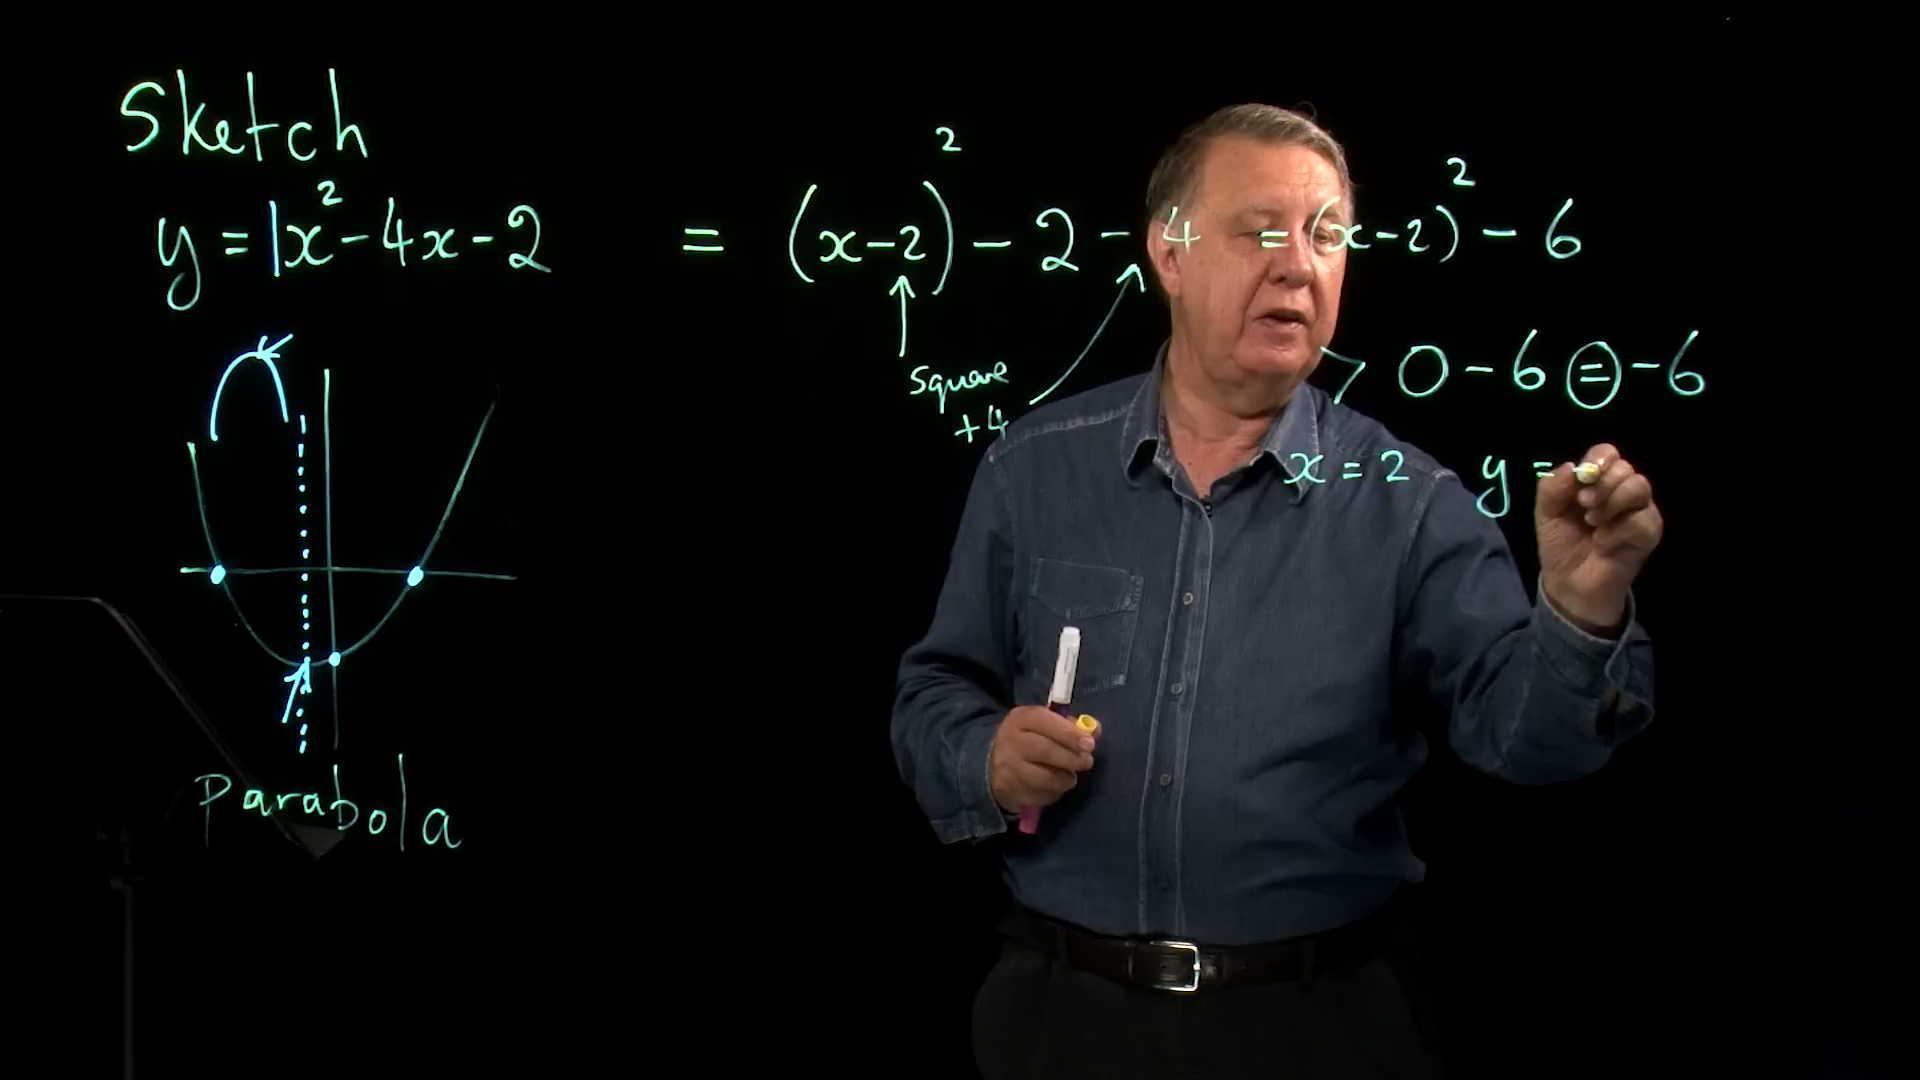 Sketch
y = 1x² - 4x - 2 = (x-2)² - 2 - 4 = (x-2)² - 6
Square
+4
> 0 - 6 = -6
x = 2 y = -
Parabola